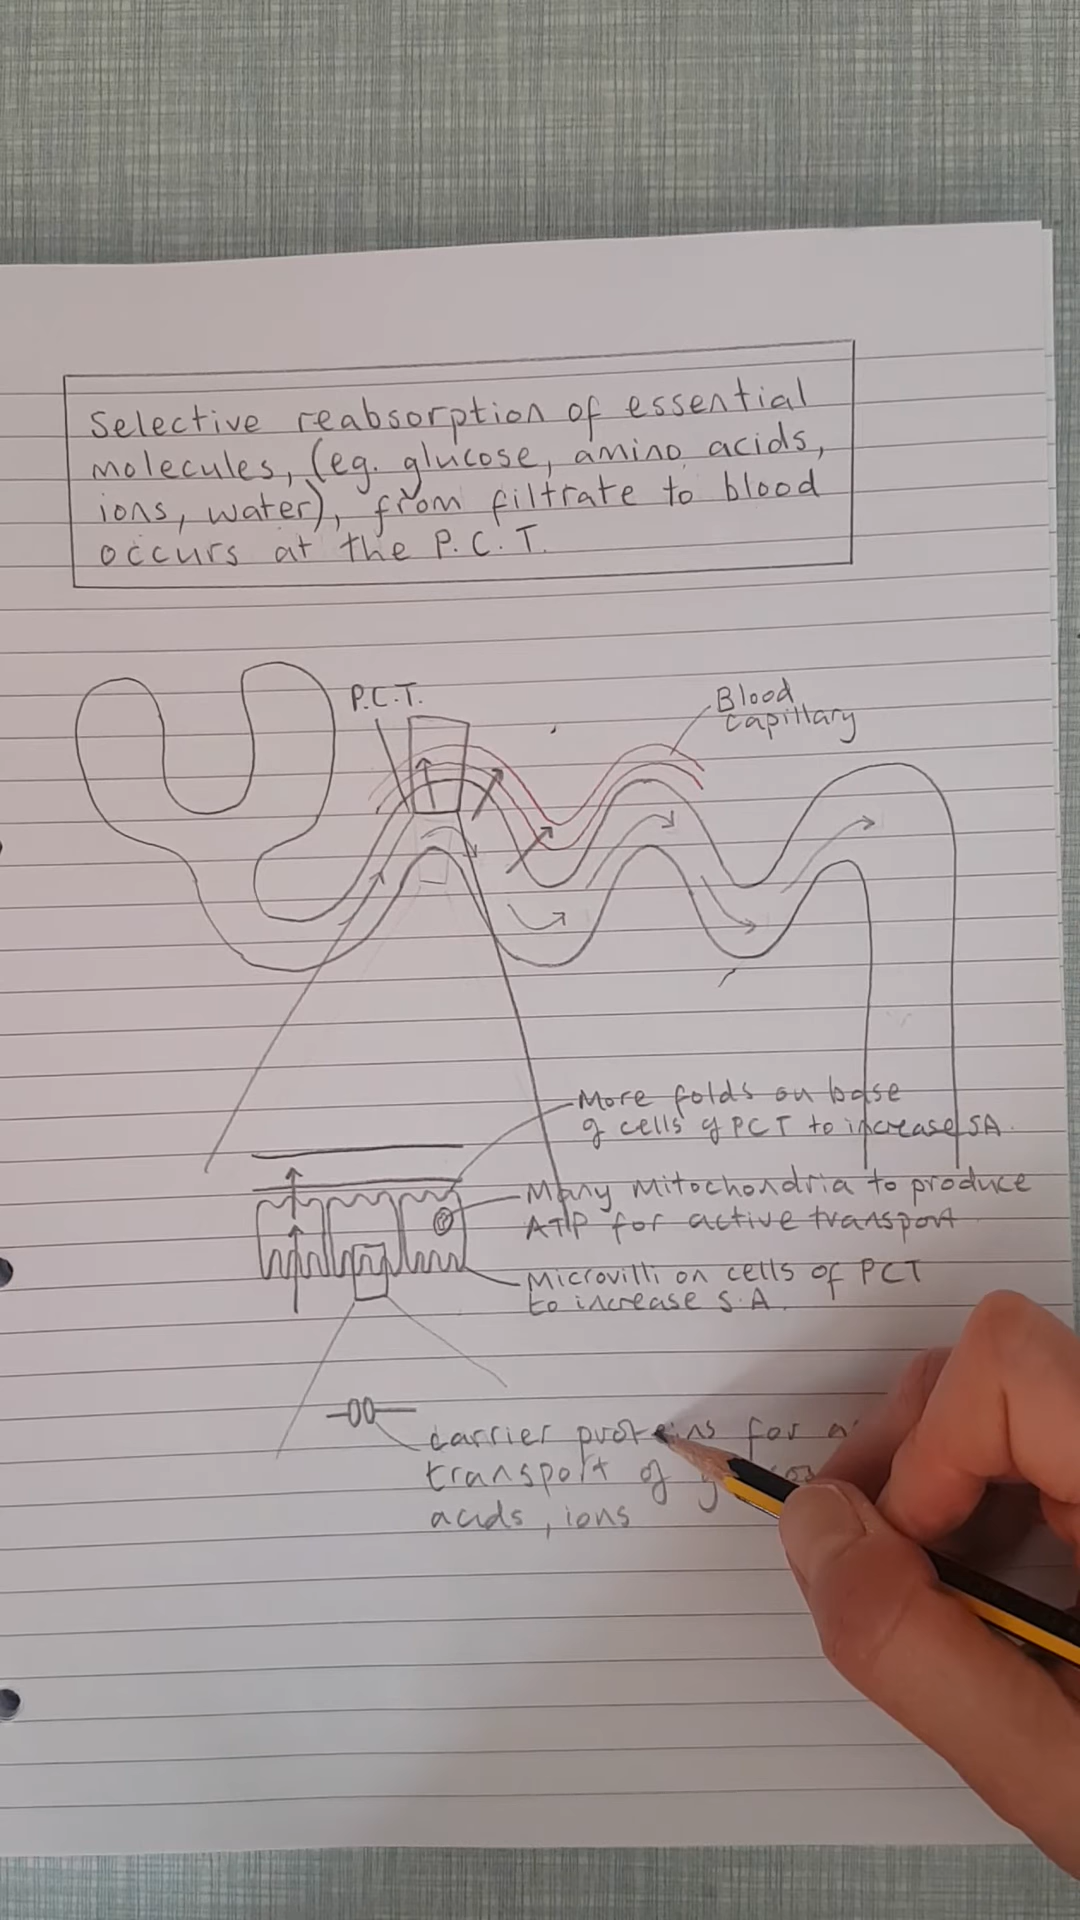 Selective reabsorption of essential
molecules, (eg. glucose, amino acids,
ions, water), from filtrate to blood
occurs at the P.C.T.
P.C.T.
Blood
capillary
More folds on base
of cells of PCT to increase SA.
Many mitochondria to produce
ATP for active transport
Microvilli on cells of PCT
to increase S.A.
carrier proteins for
transport of
acids, ions